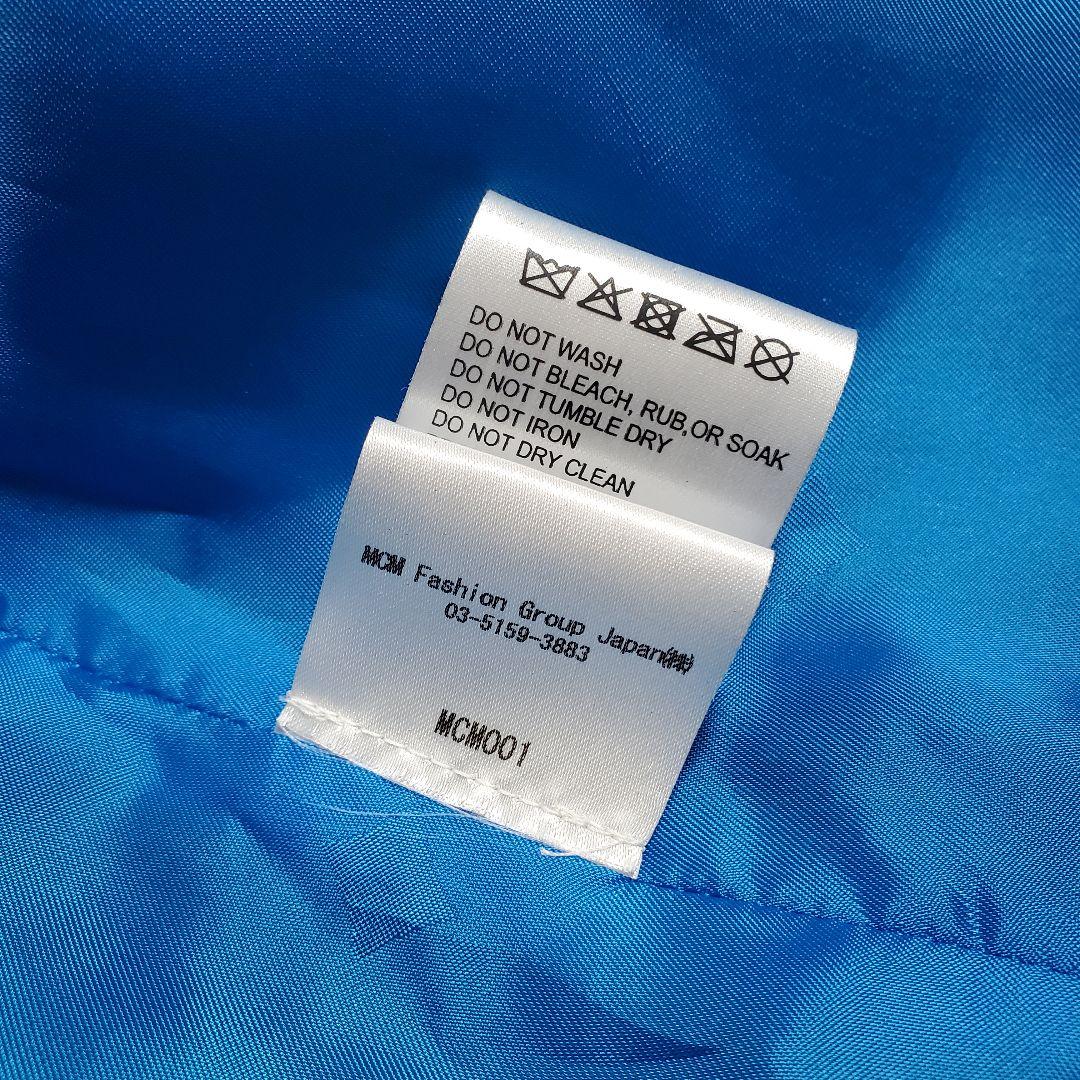 DO NOT WASH
DO NOT BLEACH, RUB,OR SOAK
DO NOT TUMBLE DRY
DO NOT IRON
DO NOT DRY CLEAN
MCM Fashion Group Japan(株)
03-5159-3883
MCM001